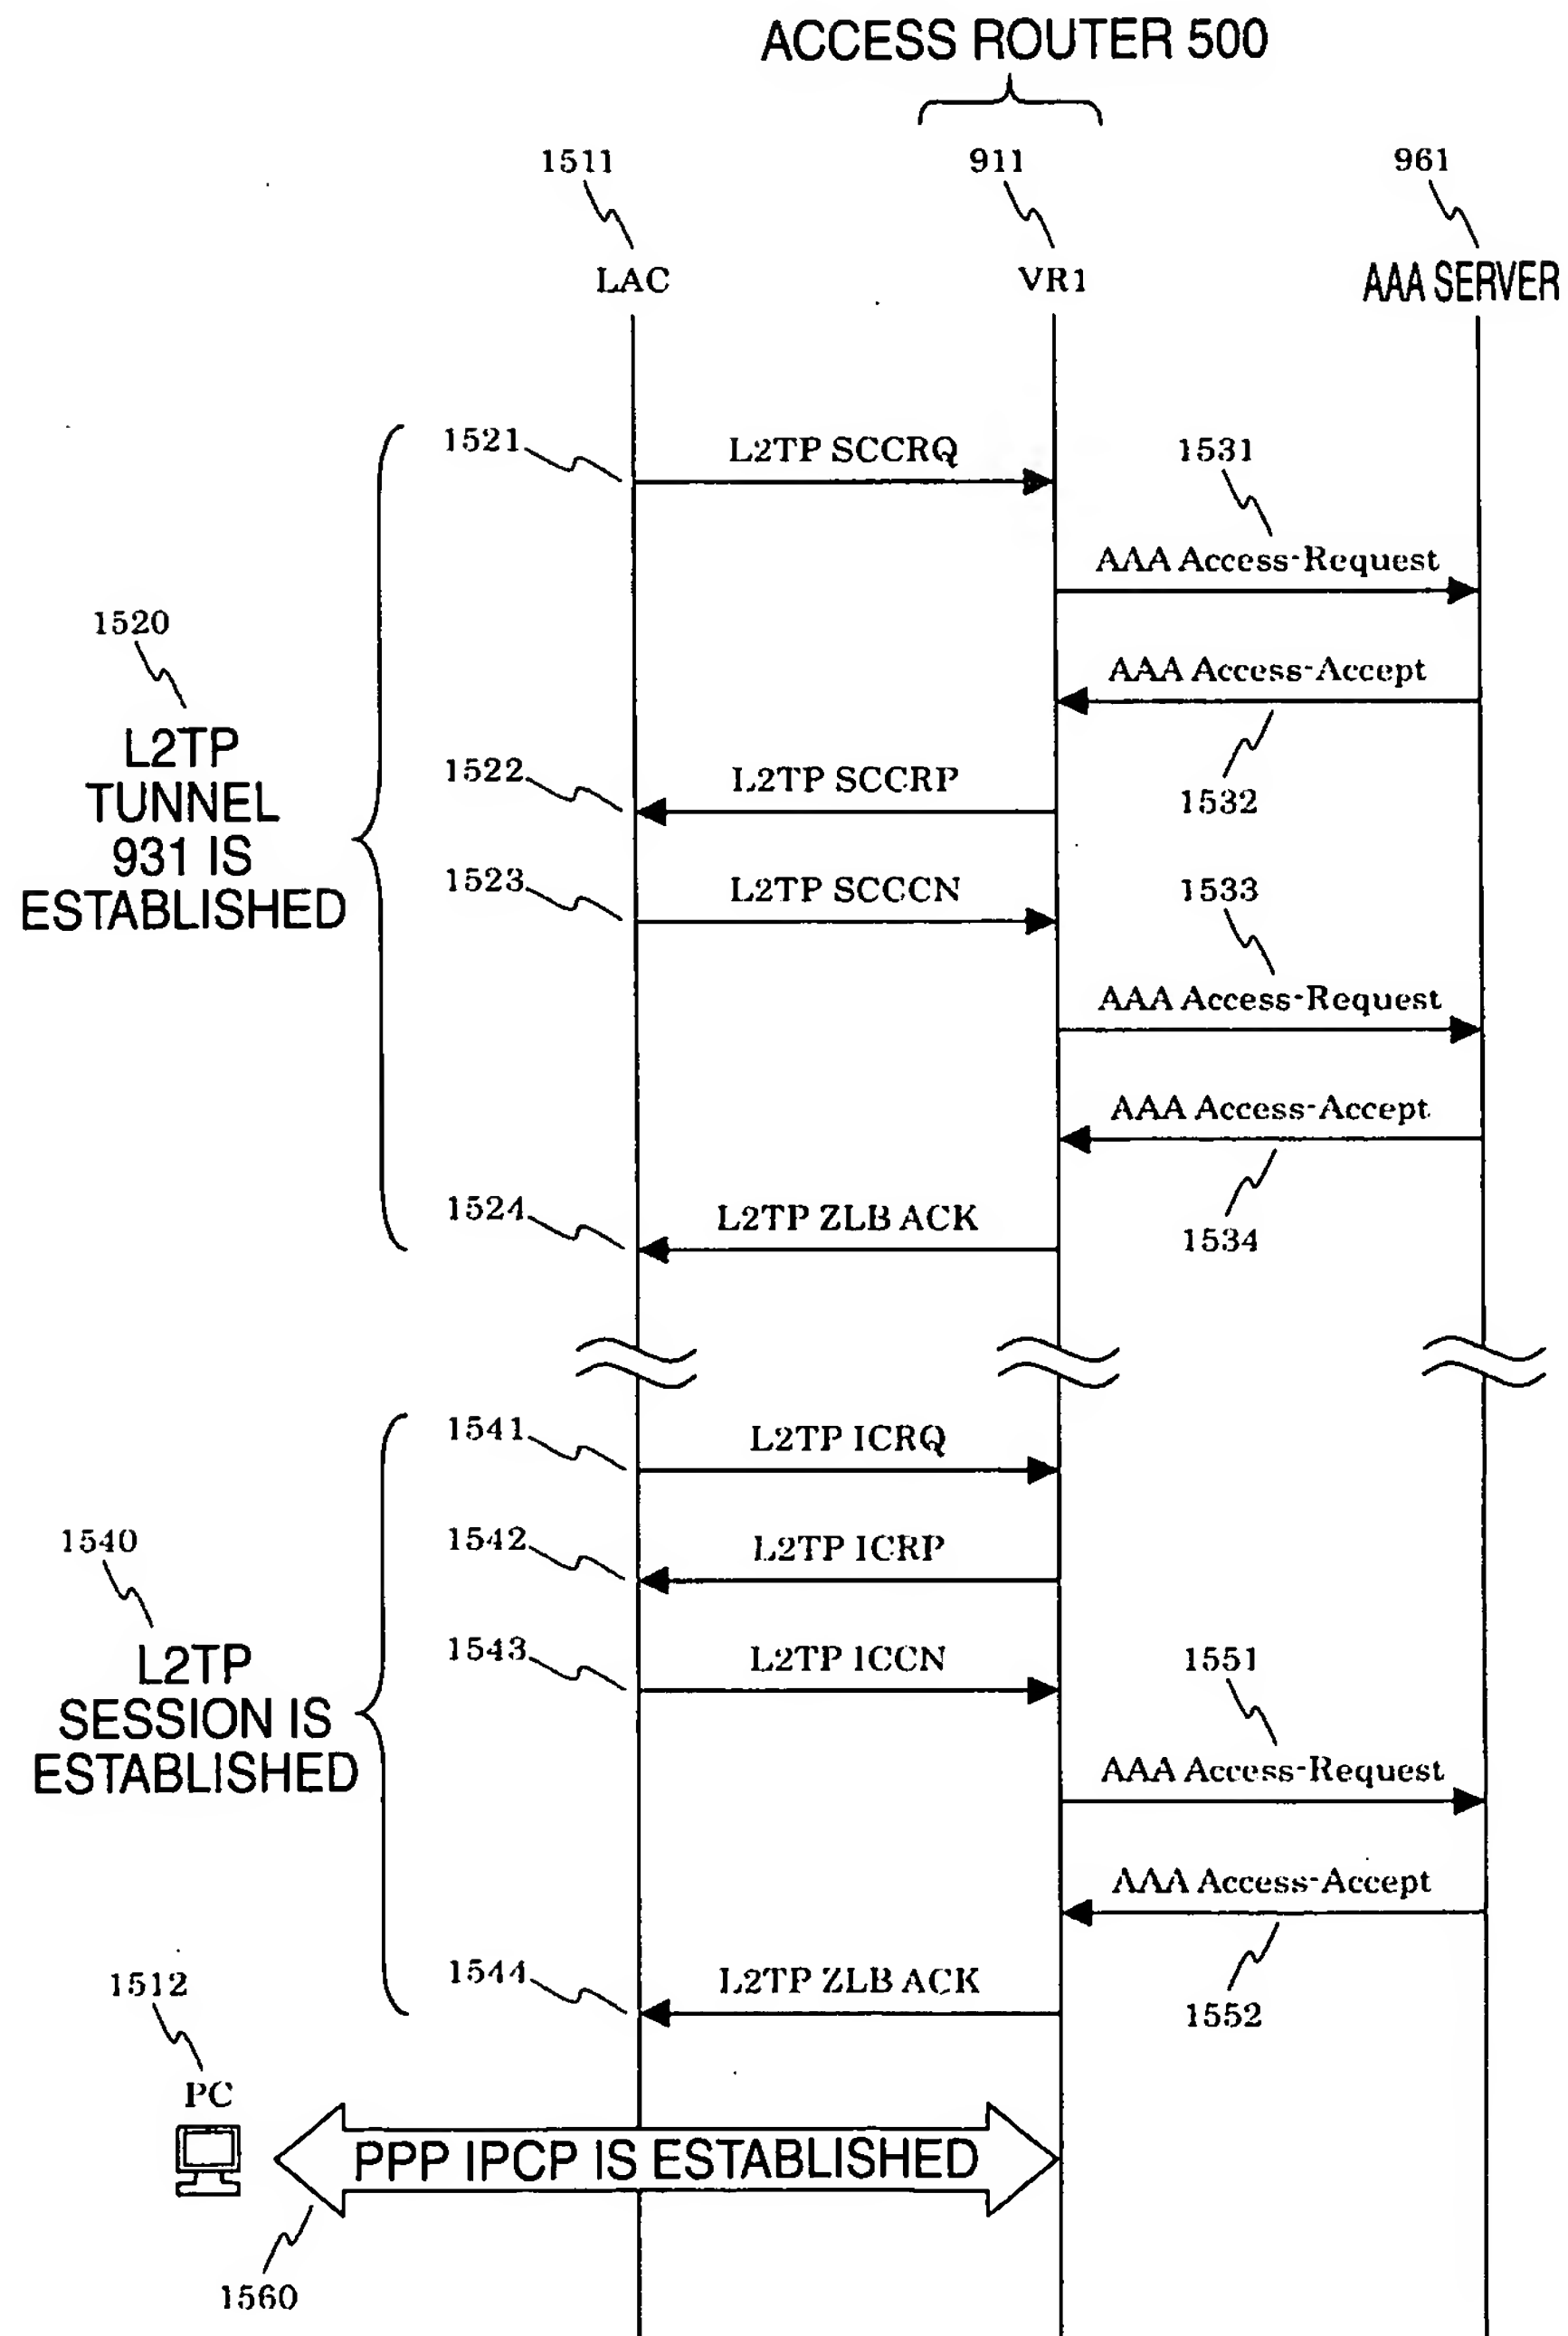 ACCESS ROUTER 500
1511
911
961
LAC
VR1
AAA SERVER
1521
L2TP SCCRQ
1531
AAA Access-Request
1520
L2TP
TUNNEL
931 IS
ESTABLISHED
AAA Access-Accept
1532
1522
L2TP SCCRP
1523
L2TP SCCCN
1533
AAA Access-Request
AAA Access-Accept
1534
1524
L2TP ZLB ACK
1541
L2TP ICRQ
1540
L2TP
SESSION IS
ESTABLISHED
1542
L2TP ICRP
1543
L2TP ICCN
1551
AAA Access-Request
AAA Access-Accept
1552
1544
L2TP ZLB ACK
1512
PC
PPP IPCP IS ESTABLISHED
1560